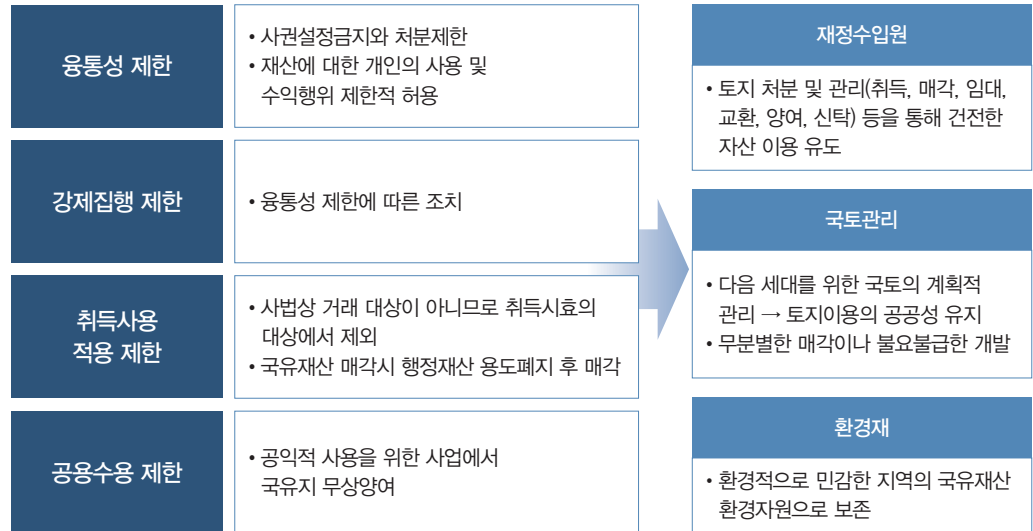 융통성 제한
• 사권설정금지와 처분제한
• 재산에 대한 개인의 사용 및
수익행위 제한적 허용
강제집행 제한
• 융통성 제한에 따른 조치
취득사용
적용 제한
• 사법상 거래 대상이 아니므로 취득시효의
대상에서 제외
• 국유재산 매각시 행정재산 용도폐지 후 매각
공용수용 제한
• 공익적 사용을 위한 사업에서
국유지 무상양여
재정수입원
• 토지 처분 및 관리(취득, 매각, 임대,
교환, 양여, 신탁) 등을 통해 건전한
자산 이용 유도
국토관리
• 다음 세대를 위한 국토의 계획적
관리 → 토지이용의 공공성 유지
• 무분별한 매각이나 불요불급한 개발
환경재
• 환경적으로 민감한 지역의 국유재산
환경자원으로 보존